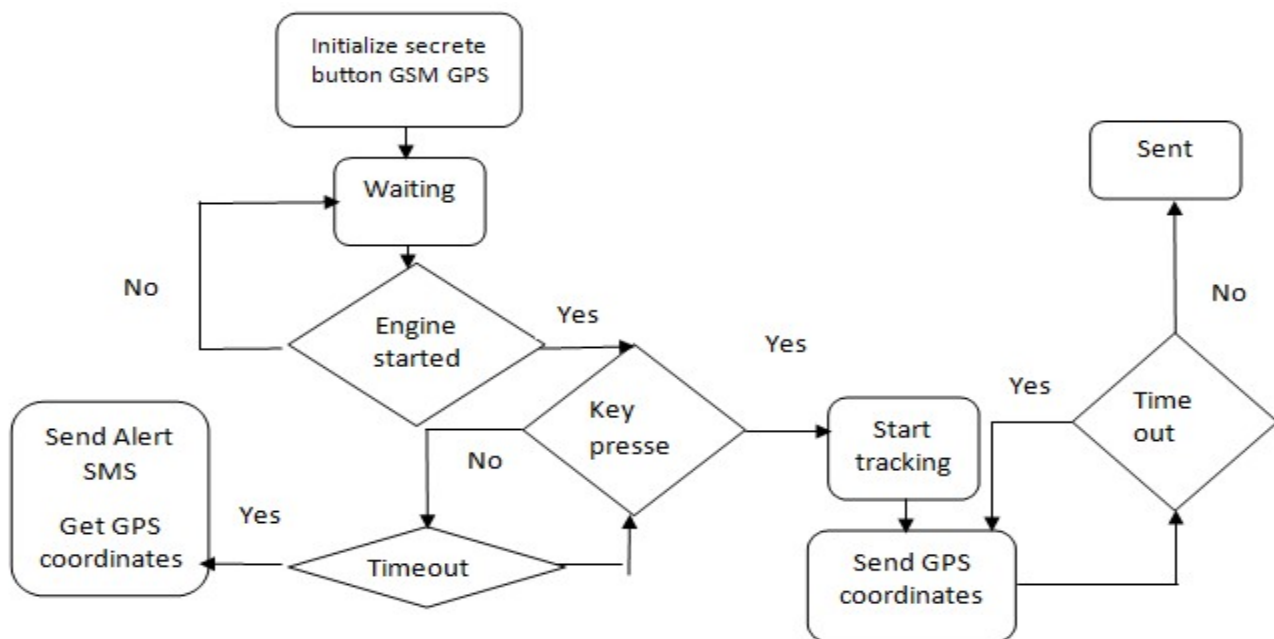 Initialize secrete
button GSM GPS
Waiting
No
Engine
started
Yes
Key
presse
No
Timeout
Yes
Send Alert
SMS
Get GPS
coordinates
Yes
Start
tracking
Send GPS
coordinates
Time
out
Yes
No
Sent